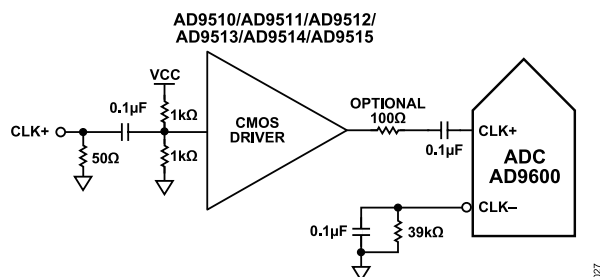 AD9510/AD9511/AD9512/
AD9513/AD9514/AD9515
VCC
0.1µF
1kΩ
CLK+
50Ω
1kΩ
CMOS
DRIVER
OPTIONAL
100Ω
0.1µF
CLK+
ADC
AD9600
CLK–
0.1µF
39kΩ
027